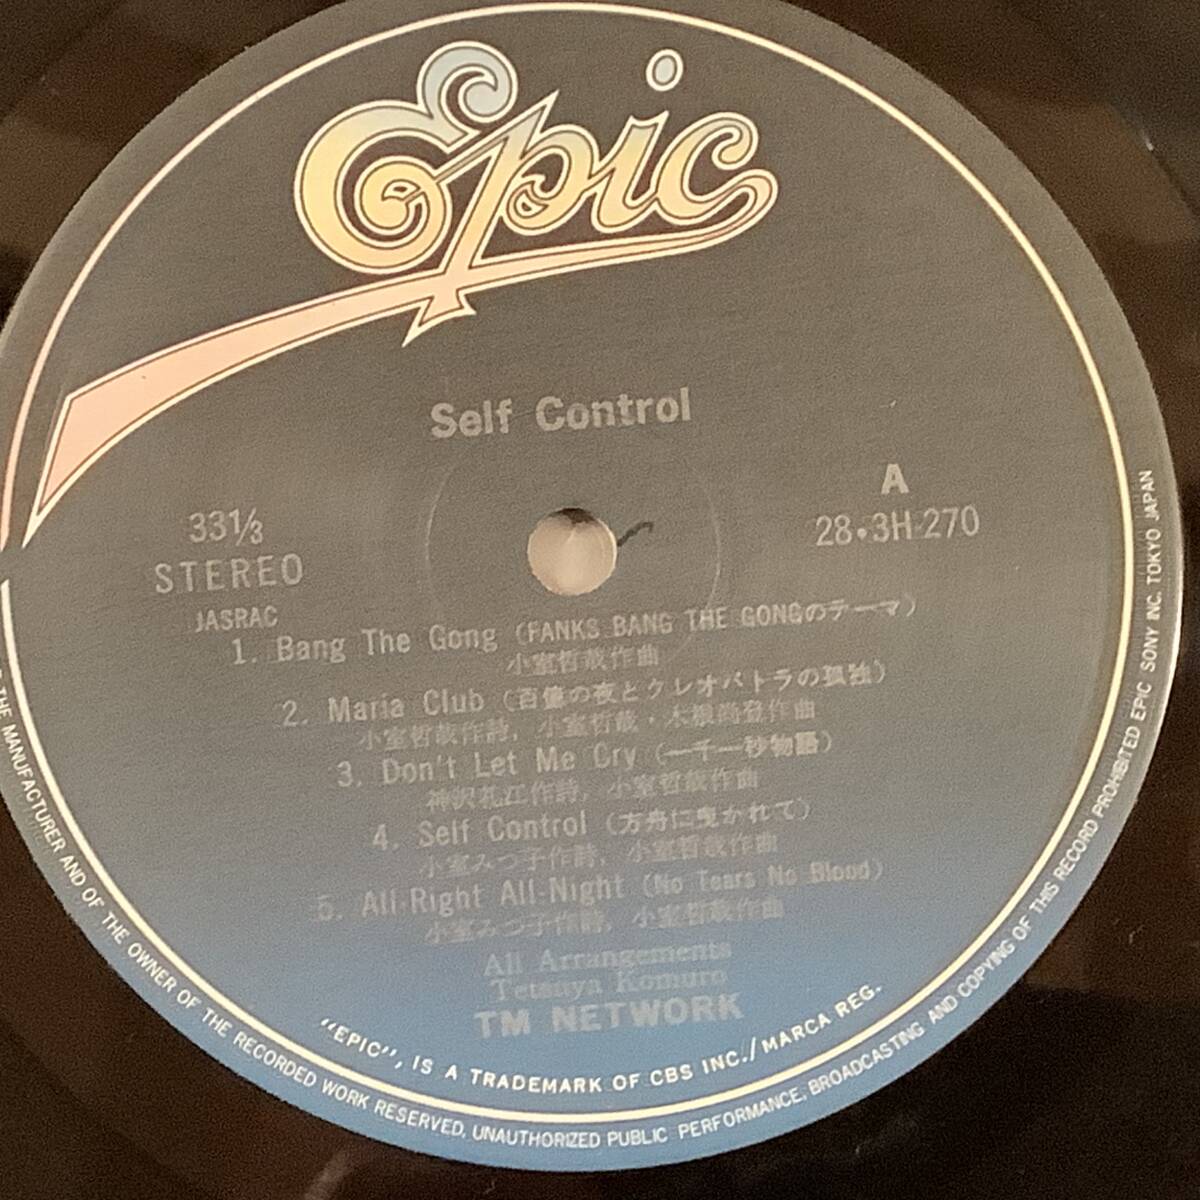 Epic
Self Control
A
33⅓
28・3H-270
STEREO
JASRAC
1. Bang The Gong (FANKS BANG THE GONGのテーマ)
小室哲哉作曲
2. Maria Club (百億の夜とクレオパトラの孤独)
小室哲哉作詩, 小室哲哉・木根尚登作曲
3. Don't Let Me Cry (一千一秒物語)
神沢礼江作詩, 小室哲哉作曲
4. Self Control (方舟に曳かれて)
小室みつ子作詩, 小室哲哉作曲
5. All-Right All-Night (No Tears No Blood)
小室みつ子作詩, 小室哲哉作曲
All Arrangements
Tetsuya Komuro
TM NETWORK
"EPIC", IS A TRADEMARK OF CBS INC./MARCA REG.
THE MANUFACTURER AND OF THE OWNER OF THE RECORDED WORK RESERVED. UNAUTHORIZED PUBLIC PERFORMANCE, BROADCASTING AND COPYING OF THIS RECORD PROHIBITED EPIC SONY INC. TOKYO JAPAN